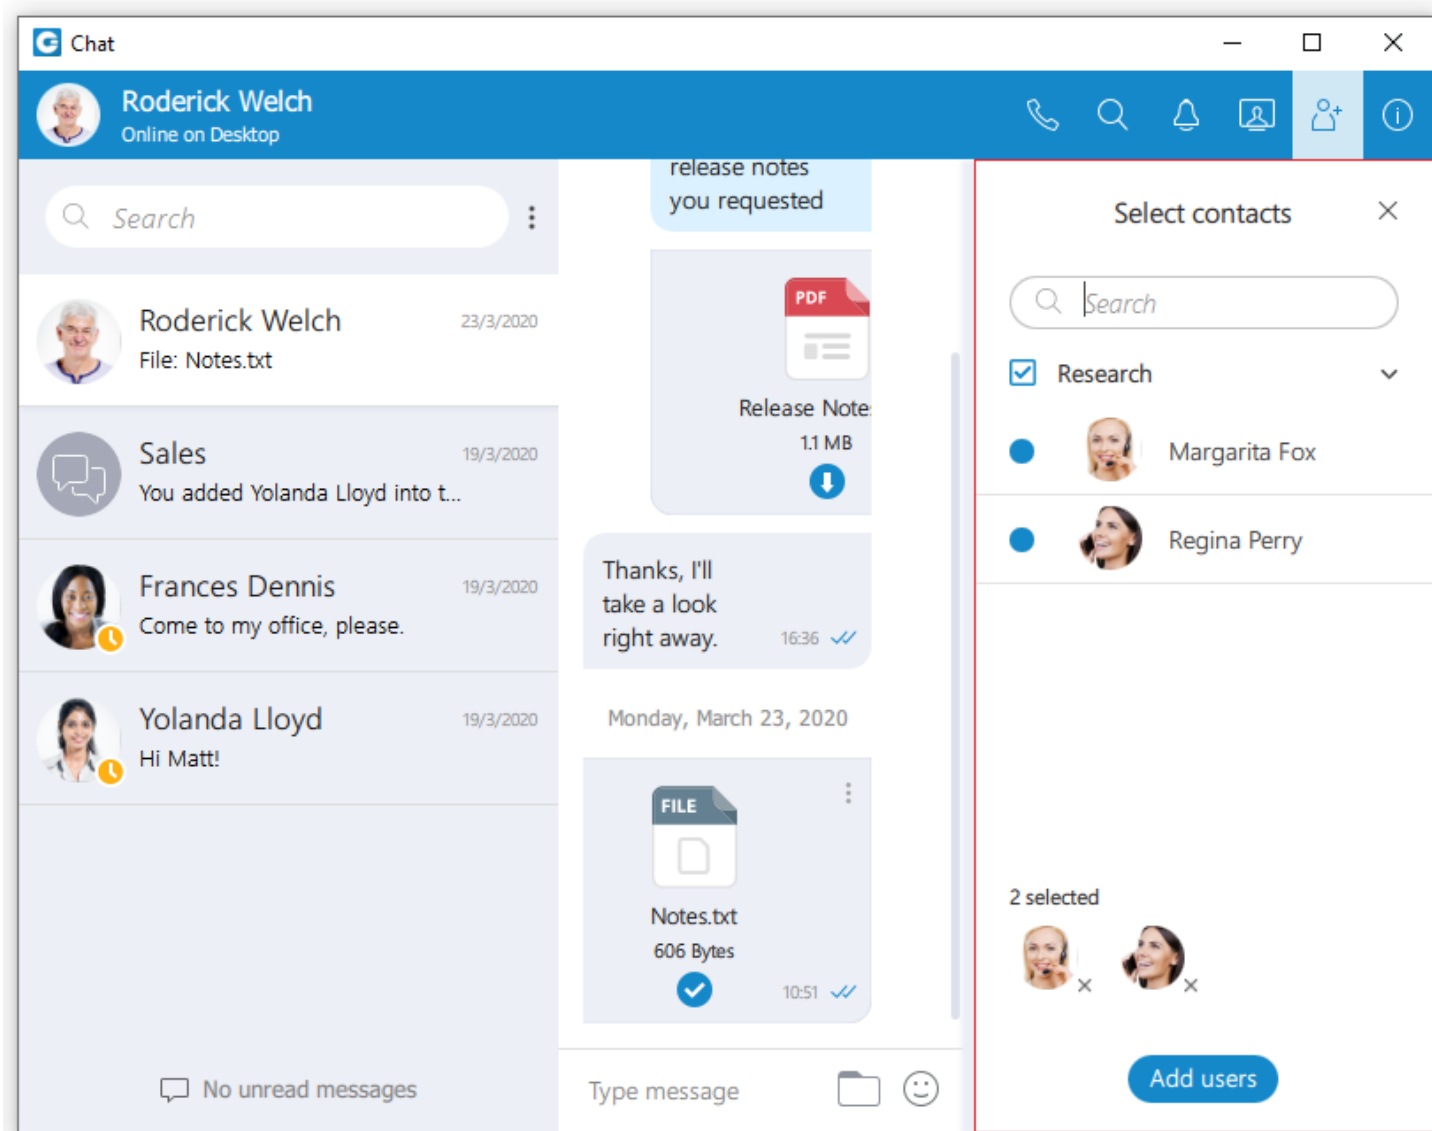 Chat
Roderick Welch
Online on Desktop
Search
Roderick Welch
23/3/2020
File: Notes.txt
Sales
19/3/2020
You added Yolanda Lloyd into t...
Frances Dennis
19/3/2020
Come to my office, please.
Yolanda Lloyd
19/3/2020
Hi Matt!
No unread messages
release notes
you requested
PDF
Release Note
1.1 MB
Thanks, I'll
take a look
right away.
16:36
Monday, March 23, 2020
FILE
Notes.txt
606 Bytes
10:51
Type message
Select contacts
Search
Research
Margarita Fox
Regina Perry
2 selected
Add users